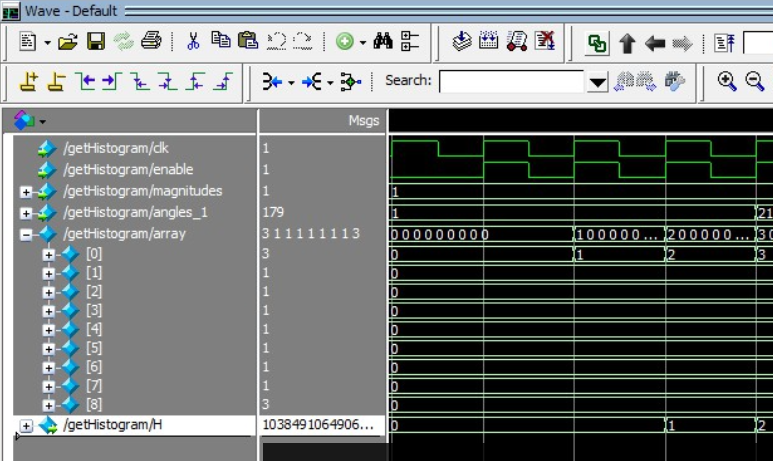 Wave - Default
Search:
Msgs
/getHistogram/clk 1
/getHistogram/enable 1
/getHistogram/magnitudes 1 1
/getHistogram/angles_1 179 1 21
/getHistogram/array 3 1 1 1 1 1 1 1 1 3 0 0 0 0 0 0 0 0 0 0 1 0 0 0 0 0 ... 2 0 0 0 0 0 ... 3 0
[0] 3 0 1 2 3
[1] 1 0
[2] 1 0
[3] 1 0
[4] 1 0
[5] 1 0
[6] 1 0
[7] 1 0
[8] 3 0
/getHistogram/H 1038491064906... 0 1 2